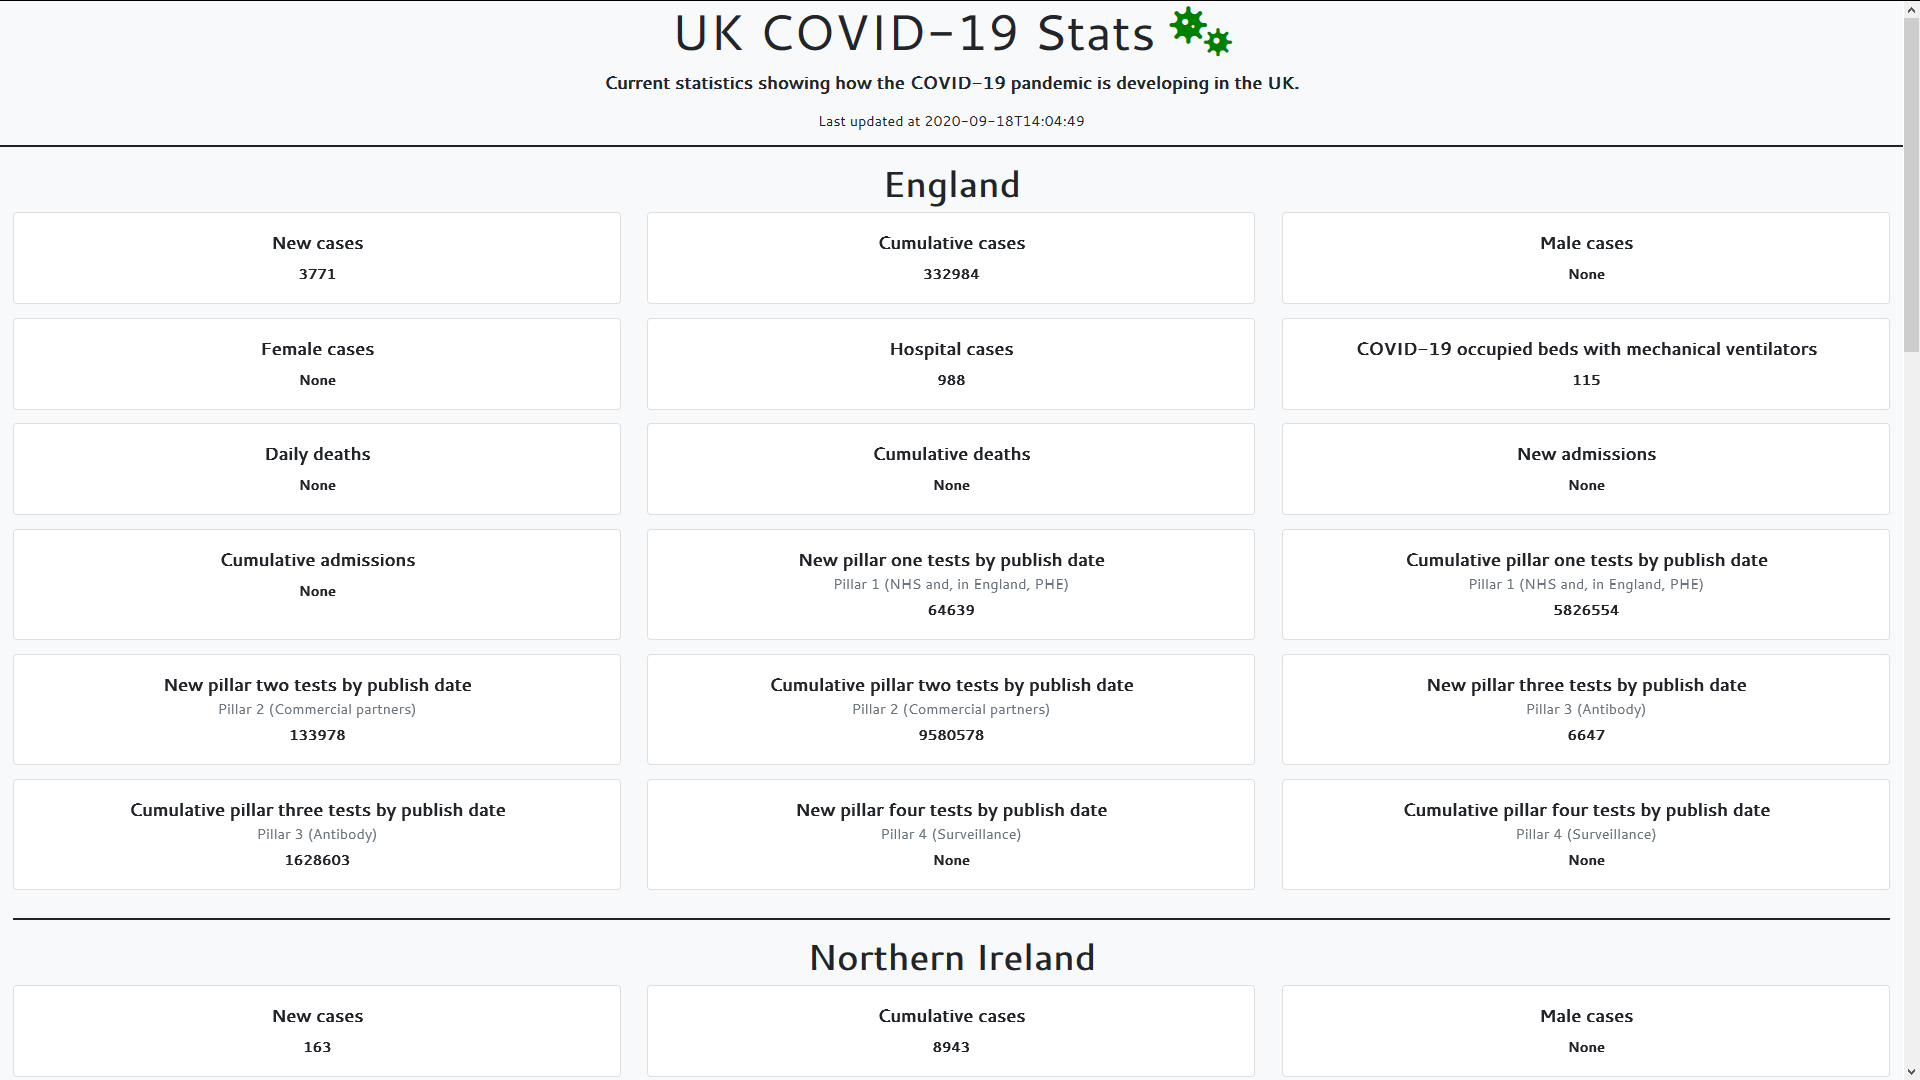 UK COVID-19 Stats
Current statistics showing how the COVID-19 pandemic is developing in the UK.
Last updated at 2020-09-18T14:04:49
England
New cases
3771
Cumulative cases
332984
Male cases
None
Female cases
None
Hospital cases
988
COVID-19 occupied beds with mechanical ventilators
115
Daily deaths
None
Cumulative deaths
None
New admissions
None
Cumulative admissions
None
New pillar one tests by publish date
Pillar 1 (NHS and, in England, PHE)
64639
Cumulative pillar one tests by publish date
Pillar 1 (NHS and, in England, PHE)
5826554
New pillar two tests by publish date
Pillar 2 (Commercial partners)
133978
Cumulative pillar two tests by publish date
Pillar 2 (Commercial partners)
9580578
New pillar three tests by publish date
Pillar 3 (Antibody)
6647
Cumulative pillar three tests by publish date
Pillar 3 (Antibody)
1628603
New pillar four tests by publish date
Pillar 4 (Surveillance)
None
Cumulative pillar four tests by publish date
Pillar 4 (Surveillance)
None
Northern Ireland
New cases
163
Cumulative cases
8943
Male cases
None